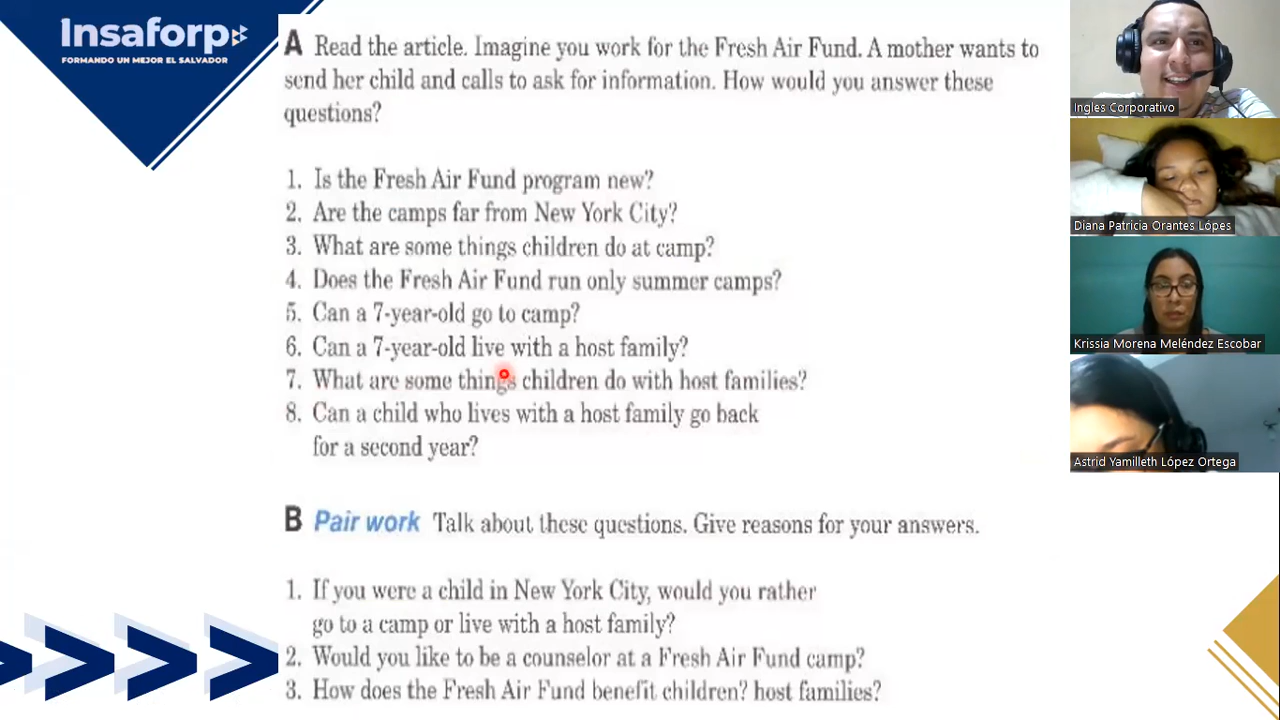 Insaforp
FORMANDO UN MEJOR EL SALVADOR
A Read the article. Imagine you work for the Fresh Air Fund. A mother wants to
send her child and calls to ask for information. How would you answer these
questions?
1. Is the Fresh Air Fund program new?
2. Are the camps far from New York City?
3. What are some things children do at camp?
4. Does the Fresh Air Fund run only summer camps?
5. Can a 7-year-old go to camp?
6. Can a 7-year-old live with a host family?
7. What are some things children do with host families?
8. Can a child who lives with a host family go back
for a second year?
B Pair work Talk about these questions. Give reasons for your answers.
1. If you were a child in New York City, would you rather
go to a camp or live with a host family?
2. Would you like to be a counselor at a Fresh Air Fund camp?
3. How does the Fresh Air Fund benefit children? host families?
Ingles Corporativo
Diana Patricia Orantes Lópes
Krissia Morena Meléndez Escobar
Astrid Yamilleth López Ortega